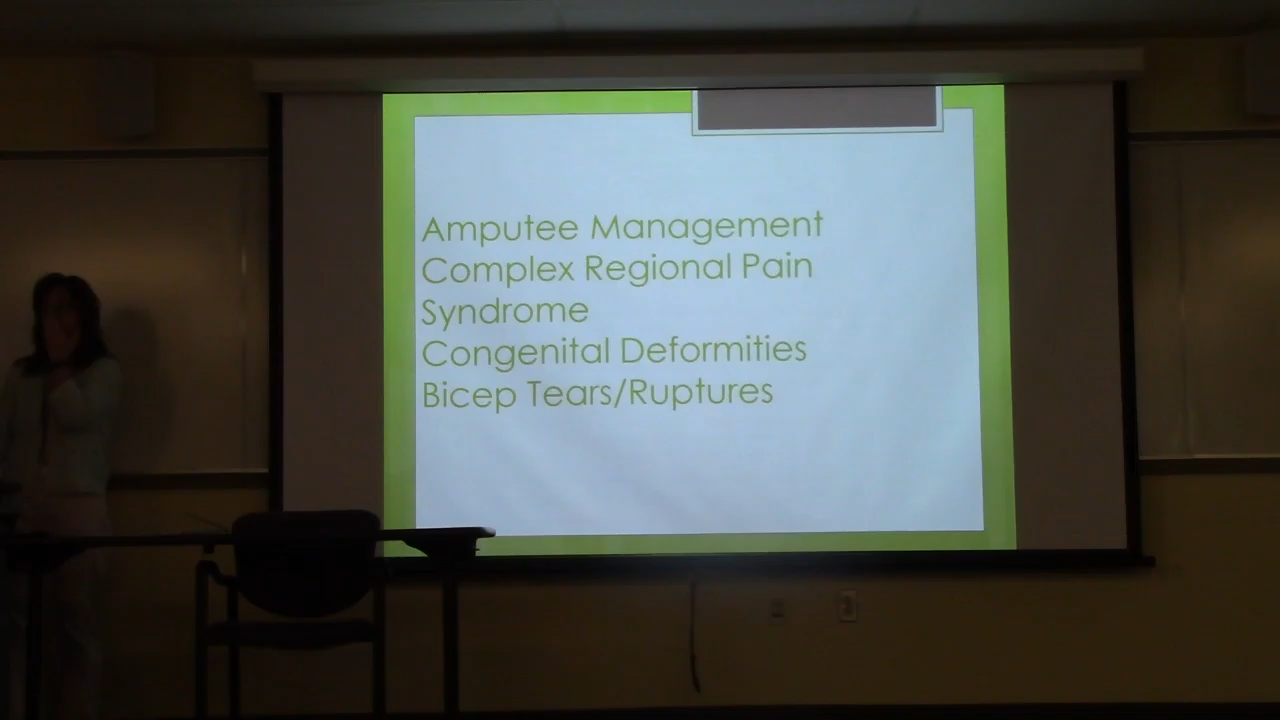 Amputee Management
Complex Regional Pain
Syndrome
Congenital Deformities
Bicep Tears/Ruptures